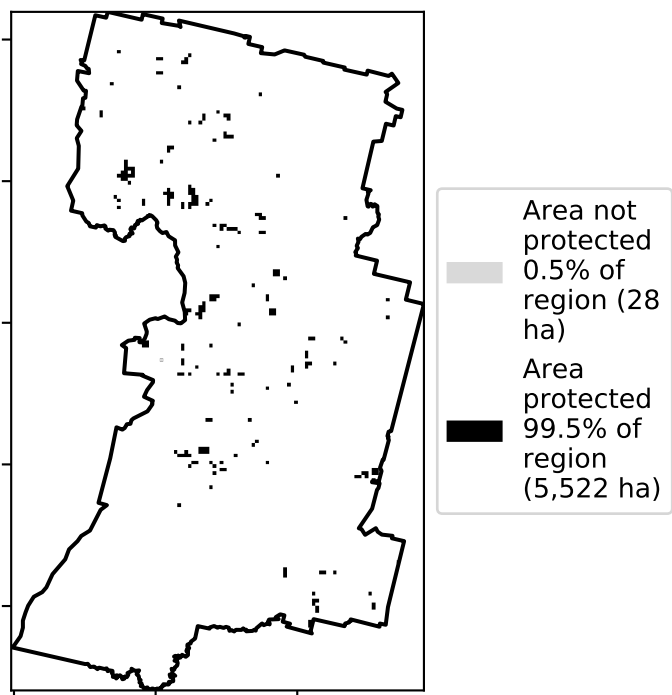 Area not
protected
0.5% of
region (28
ha)
Area
protected
99.5% of
region
(5,522 ha)